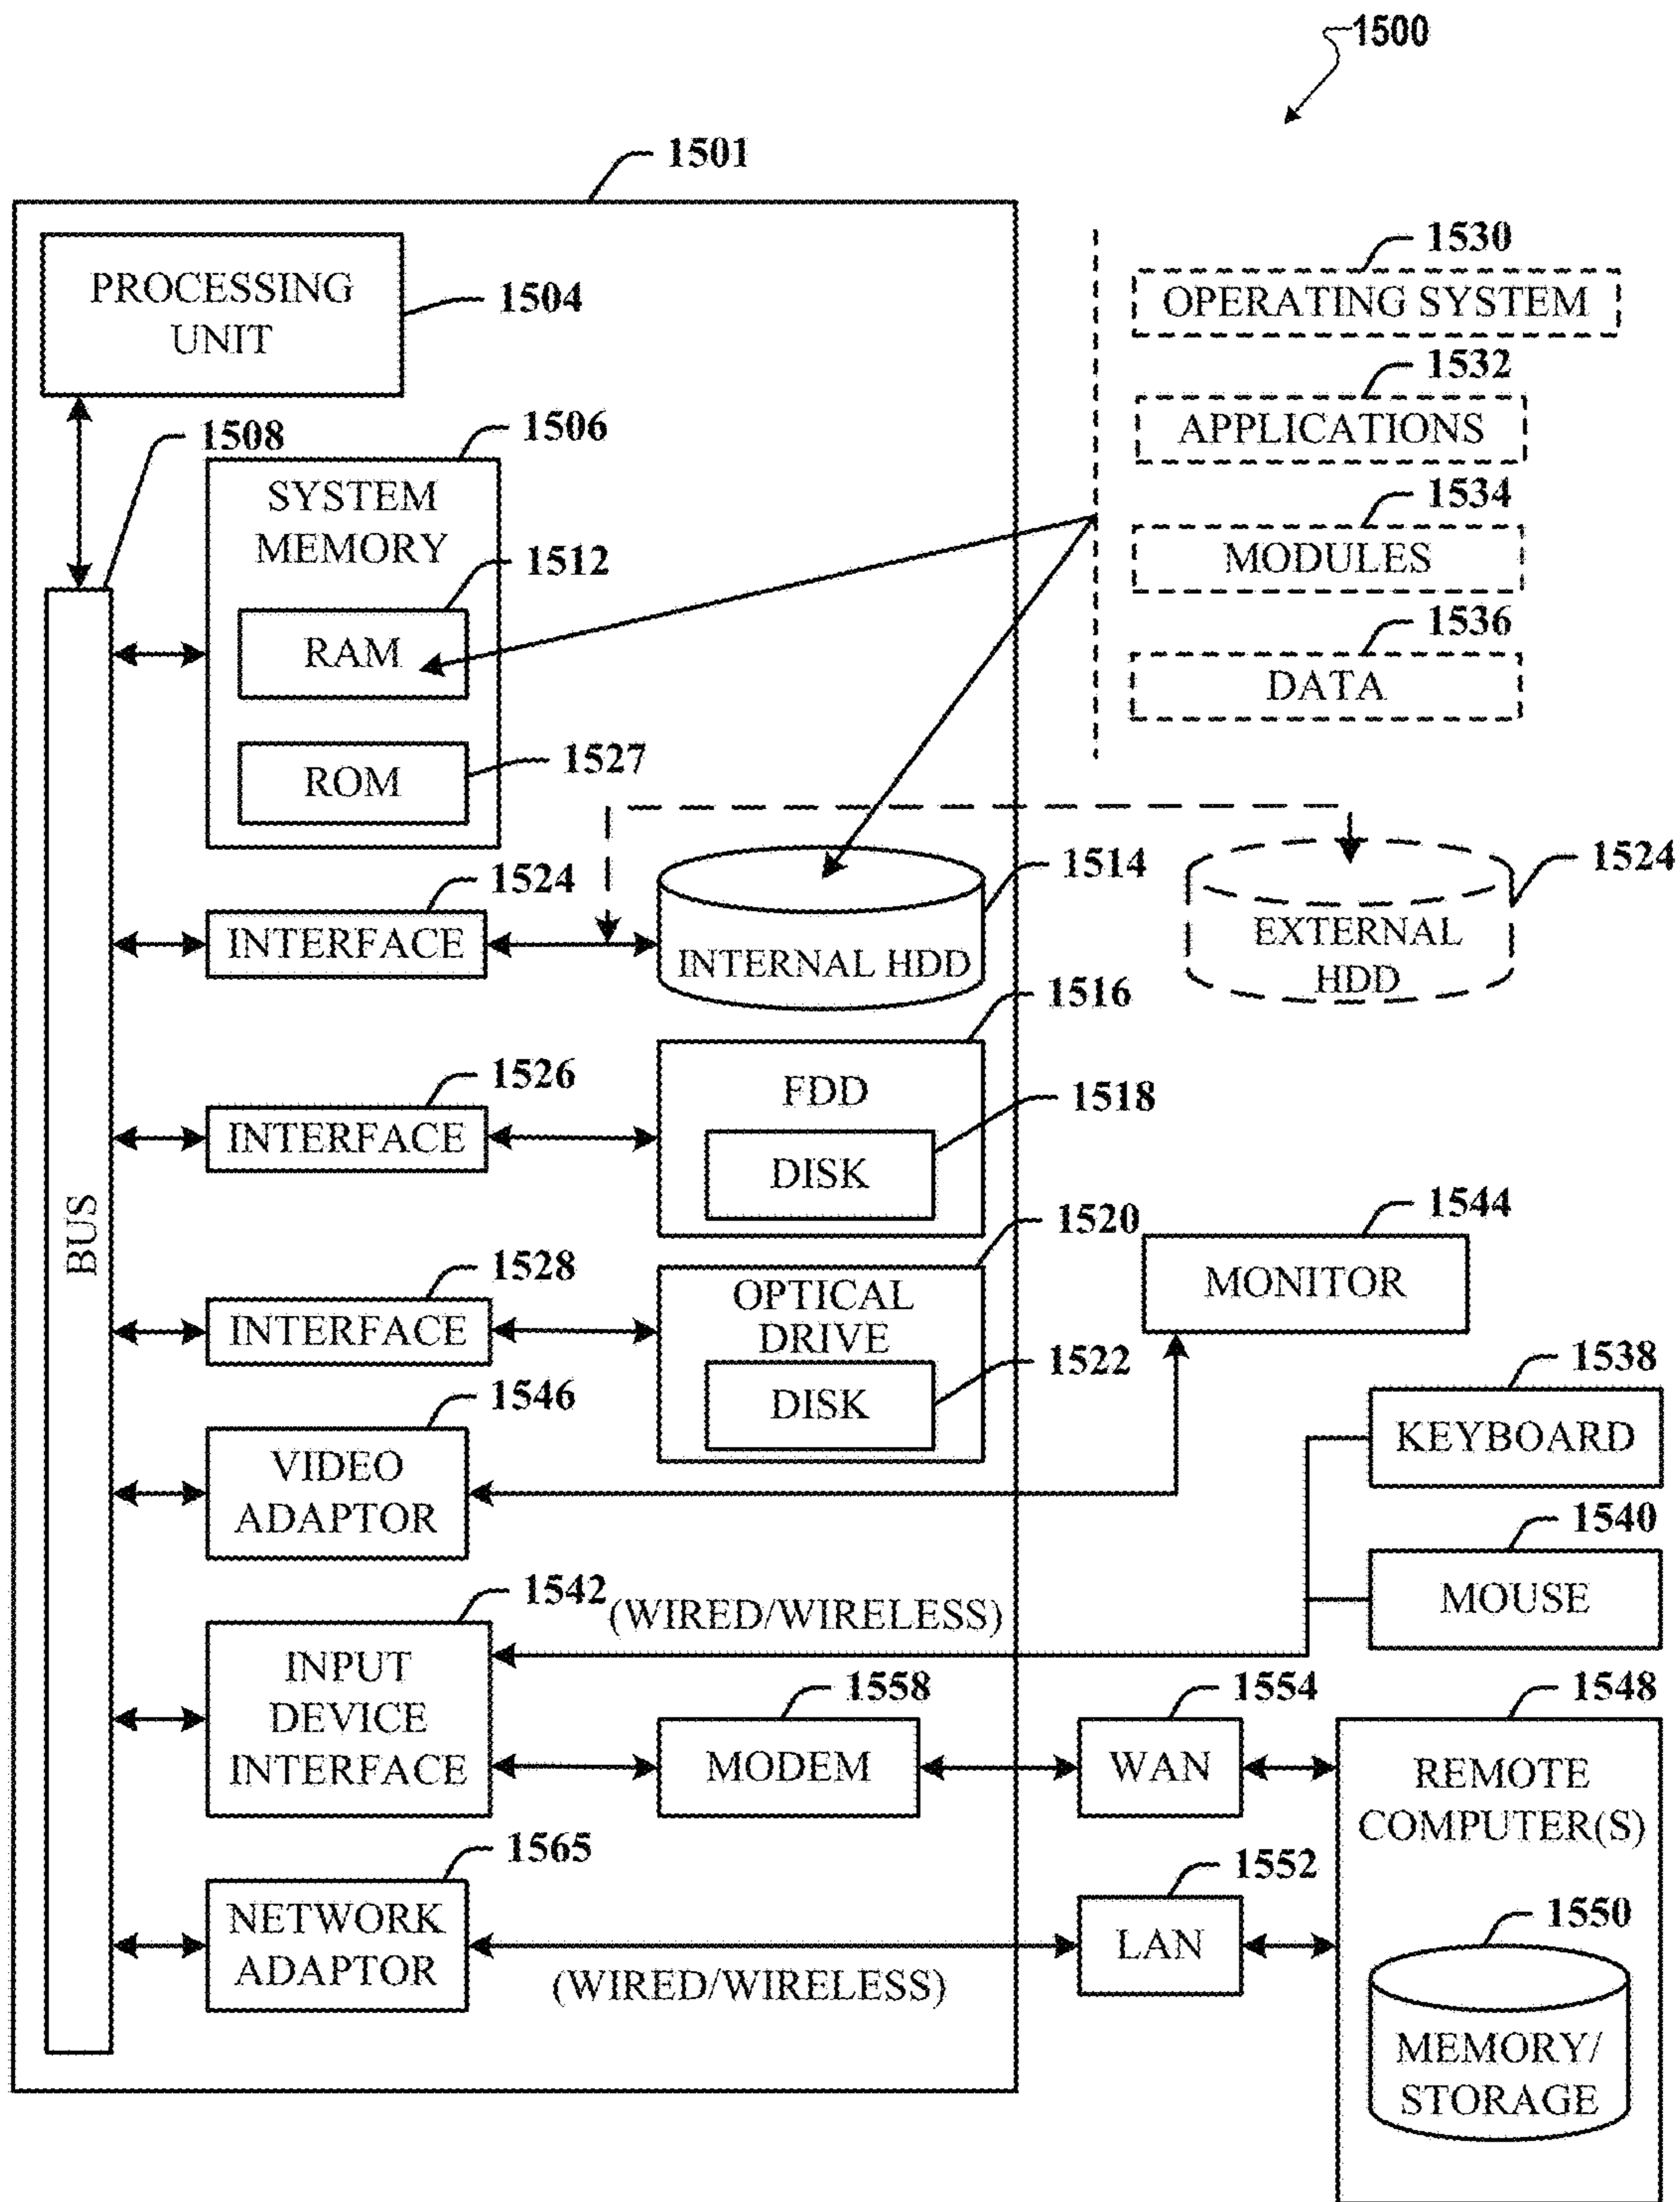 1500
1501
PROCESSING
UNIT
1504
1530
OPERATING SYSTEM
1532
APPLICATIONS
1534
MODULES
1536
DATA
1508
1506
SYSTEM
MEMORY
1512
RAM
1527
ROM
1524
INTERFACE
1514
INTERNAL HDD
1524
EXTERNAL
HDD
1526
INTERFACE
1516
FDD
1518
DISK
BUS
1528
INTERFACE
1520
OPTICAL
DRIVE
1522
DISK
1544
MONITOR
1546
VIDEO
ADAPTOR
1538
KEYBOARD
1540
MOUSE
1542
(WIRED/WIRELESS)
INPUT
DEVICE
INTERFACE
1558
MODEM
1554
WAN
1548
REMOTE
COMPUTER(S)
1565
NETWORK
ADAPTOR
(WIRED/WIRELESS)
1552
LAN
1550
MEMORY/
STORAGE